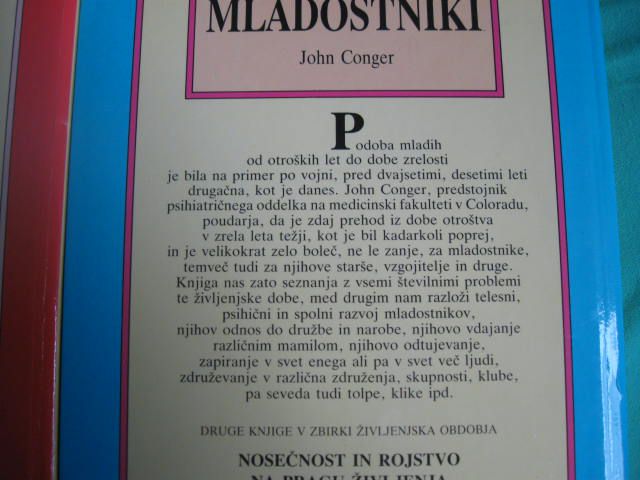 MLADOSTNIKI
John Conger
Podoba mladih
od otroških let do dobe zrelosti
je bila na primer po vojni, pred dvajsetimi, desetimi leti
drugačna, kot je danes. John Conger, predstojnik
psihiatričnega oddelka na medicinski fakulteti v Coloradu,
poudarja, da je zdaj prehod iz dobe otroštva
v zrela leta težji, kot je bil kadarkoli poprej,
in je velikokrat zelo boleč, ne le zanje, za mladostnike,
temveč tudi za njihove starše, vzgojitelje in druge.
Knjiga nas zato seznanja z vsemi številnimi problemi
te življenjske dobe, med drugim nam razloži telesni,
psihični in spolni razvoj mladostnikov,
njihov odnos do družbe in narobe, njihovo vdajanje
različnim mamilom, njihovo odtujevanje,
zapiranje v svet enega ali pa v svet več ljudi,
združevanje v različna združenja, skupnosti, klube,
pa seveda tudi tolpe, klike ipd.
DRUGE KNJIGE V ZBIRKI ŽIVLJENJSKA OBDOBJA
NOSEČNOST IN ROJSTVO
NA PRAGU ŽIVLJENJA